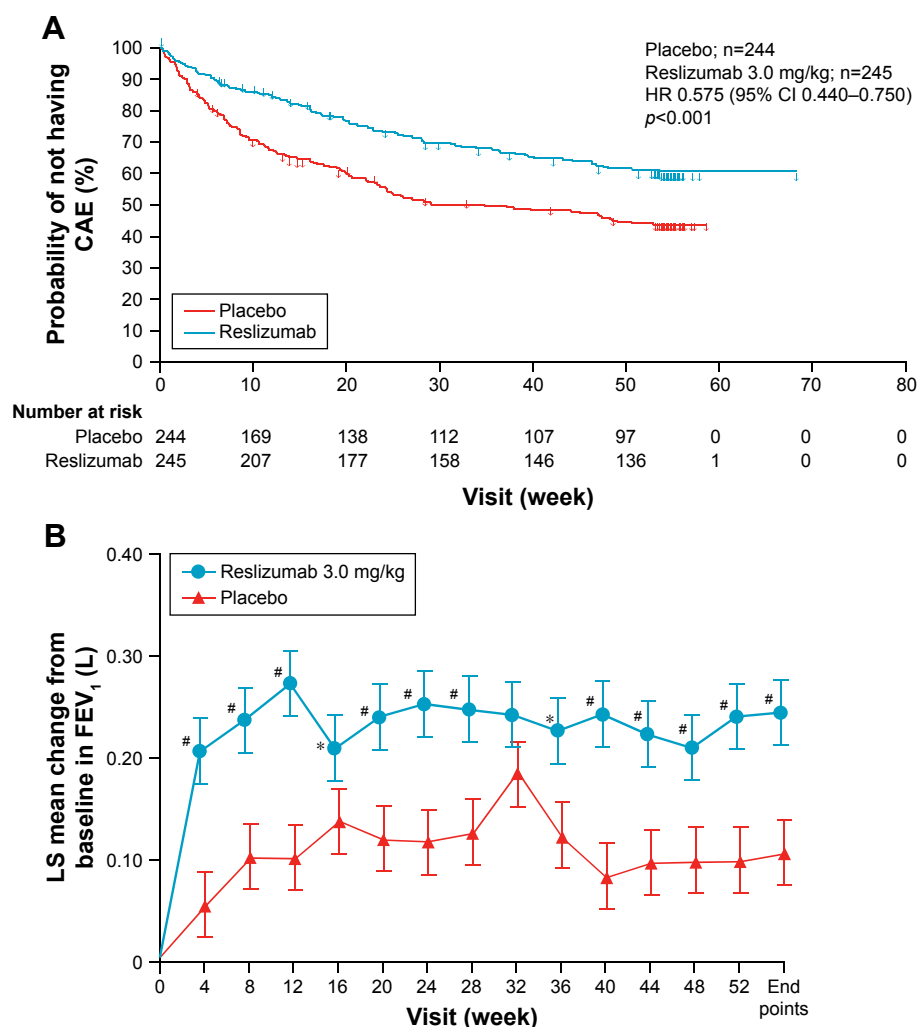 A
Probability of not having
CAE (%)
100
90
80
70
60
50
40
30
20
10
0
Placebo; n=244
Reslizumab 3.0 mg/kg; n=245
HR 0.575 (95% CI 0.440–0.750)
p<0.001
Placebo
Reslizumab
0 10 20 30 40 50 60 70 80
Number at risk
Placebo 244 169 138 112 107 97 0 0 0
Reslizumab 245 207 177 158 146 136 1 0 0
Visit (week)
B
LS mean change from
baseline in FEV₁ (L)
0.40
0.30
0.20
0.10
0
Reslizumab 3.0 mg/kg
Placebo
# # # * # # # * # # # # #
0 4 8 12 16 20 24 28 32 36 40 44 48 52 End
points
Visit (week)